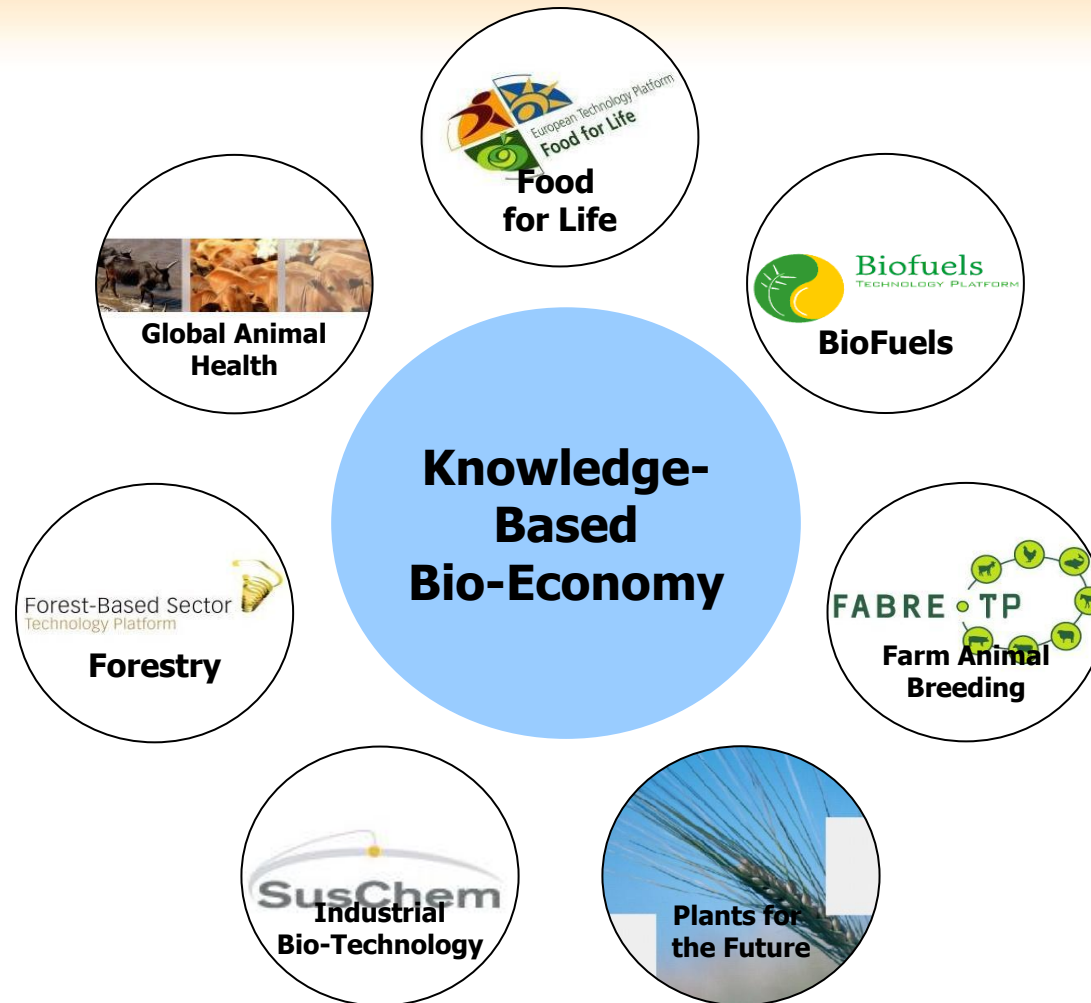 European Technology Platform
Food for Life
Food
for Life
Global Animal
Health
Biofuels
TECHNOLOGY PLATFORM
BioFuels
Knowledge-
Based
Bio-Economy
Forest-Based Sector
Technology Platform
Forestry
FABRE TP
Farm Animal
Breeding
SusChem
Industrial
Bio-Technology
Plants for
the Future